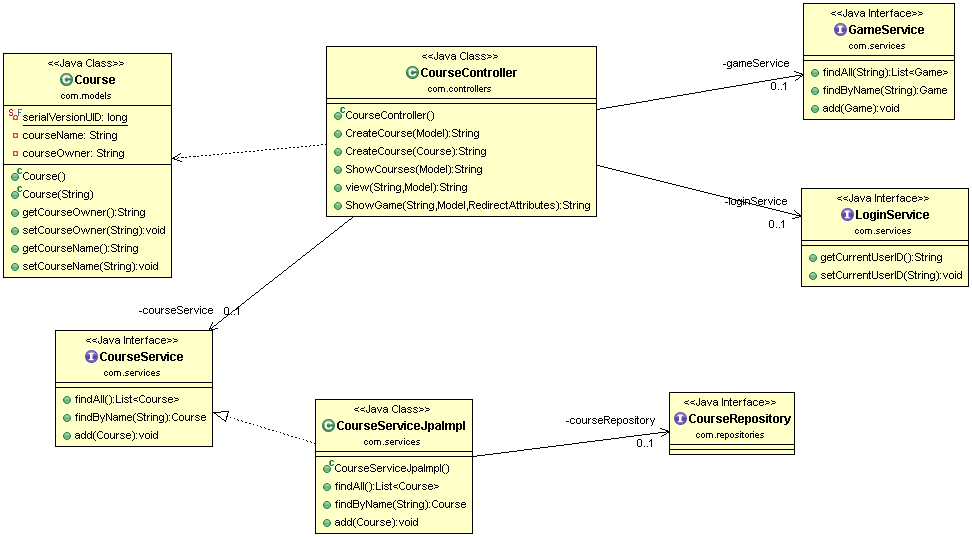 <<Java Class>>
Course
com.models
serialVersionUID: long
courseName: String
courseOwner: String
Course()
Course(String)
getCourseOwner():String
setCourseOwner(String):void
getCourseName():String
setCourseName(String):void
<<Java Class>>
CourseController
com.controllers
CourseController()
CreateCourse(Model):String
CreateCourse(Course):String
ShowCourses(Model):String
view(String,Model):String
ShowGame(String,Model,RedirectAttributes):String
-gameService
0..1
<<Java Interface>>
GameService
com.services
findAll(String):List<Game>
findByName(String):Game
add(Game):void
-loginService
0..1
<<Java Interface>>
LoginService
com.services
getCurrentUserID():String
setCurrentUserID(String):void
-courseService
0..1
<<Java Interface>>
CourseService
com.services
findAll():List<Course>
findByName(String):Course
add(Course):void
<<Java Class>>
CourseServiceJpaImpl
com.services
CourseServiceJpaImpl()
findAll():List<Course>
findByName(String):Course
add(Course):void
-courseRepository
0..1
<<Java Interface>>
CourseRepository
com.repositories